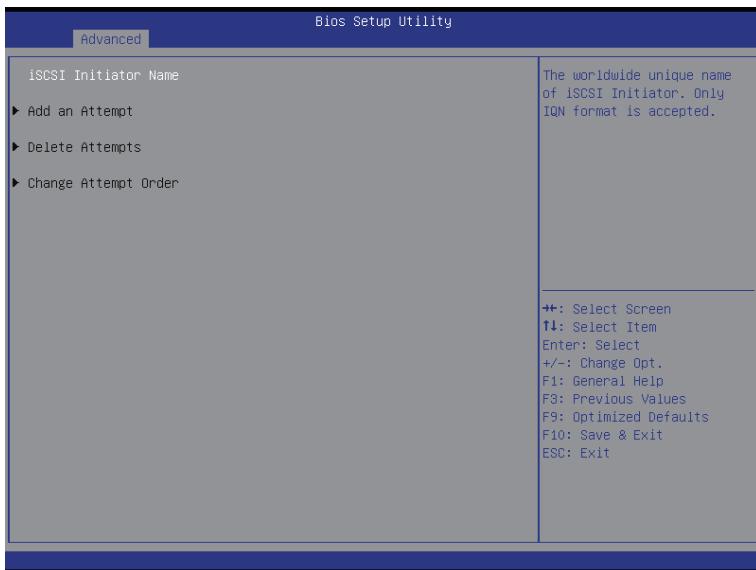 Bios Setup Utility
Advanced
iSCSI Initiator Name
Add an Attempt
Delete Attempts
Change Attempt Order
The worldwide unique name
of iSCSI Initiator. Only
IQN format is accepted.
→←: Select Screen
↑↓: Select Item
Enter: Select
+/-: Change Opt.
F1: General Help
F3: Previous Values
F9: Optimized Defaults
F10: Save & Exit
ESC: Exit